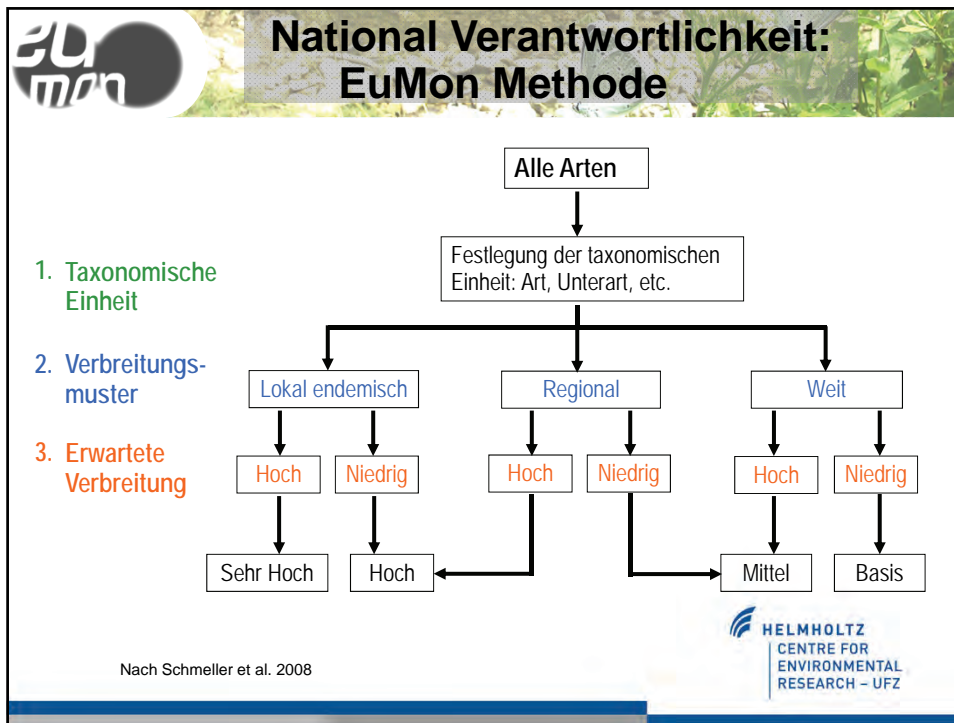 eu
mon
National Verantwortlichkeit:
EuMon Methode
Alle Arten
Festlegung der taxonomischen
Einheit: Art, Unterart, etc.
1. Taxonomische
Einheit
2. Verbreitungs-
muster
Lokal endemisch
Regional
Weit
3. Erwartete
Verbreitung
Hoch
Niedrig
Hoch
Niedrig
Hoch
Niedrig
Sehr Hoch
Hoch
Mittel
Basis
Nach Schmeller et al. 2008
HELMHOLTZ
CENTRE FOR
ENVIRONMENTAL
RESEARCH – UFZ